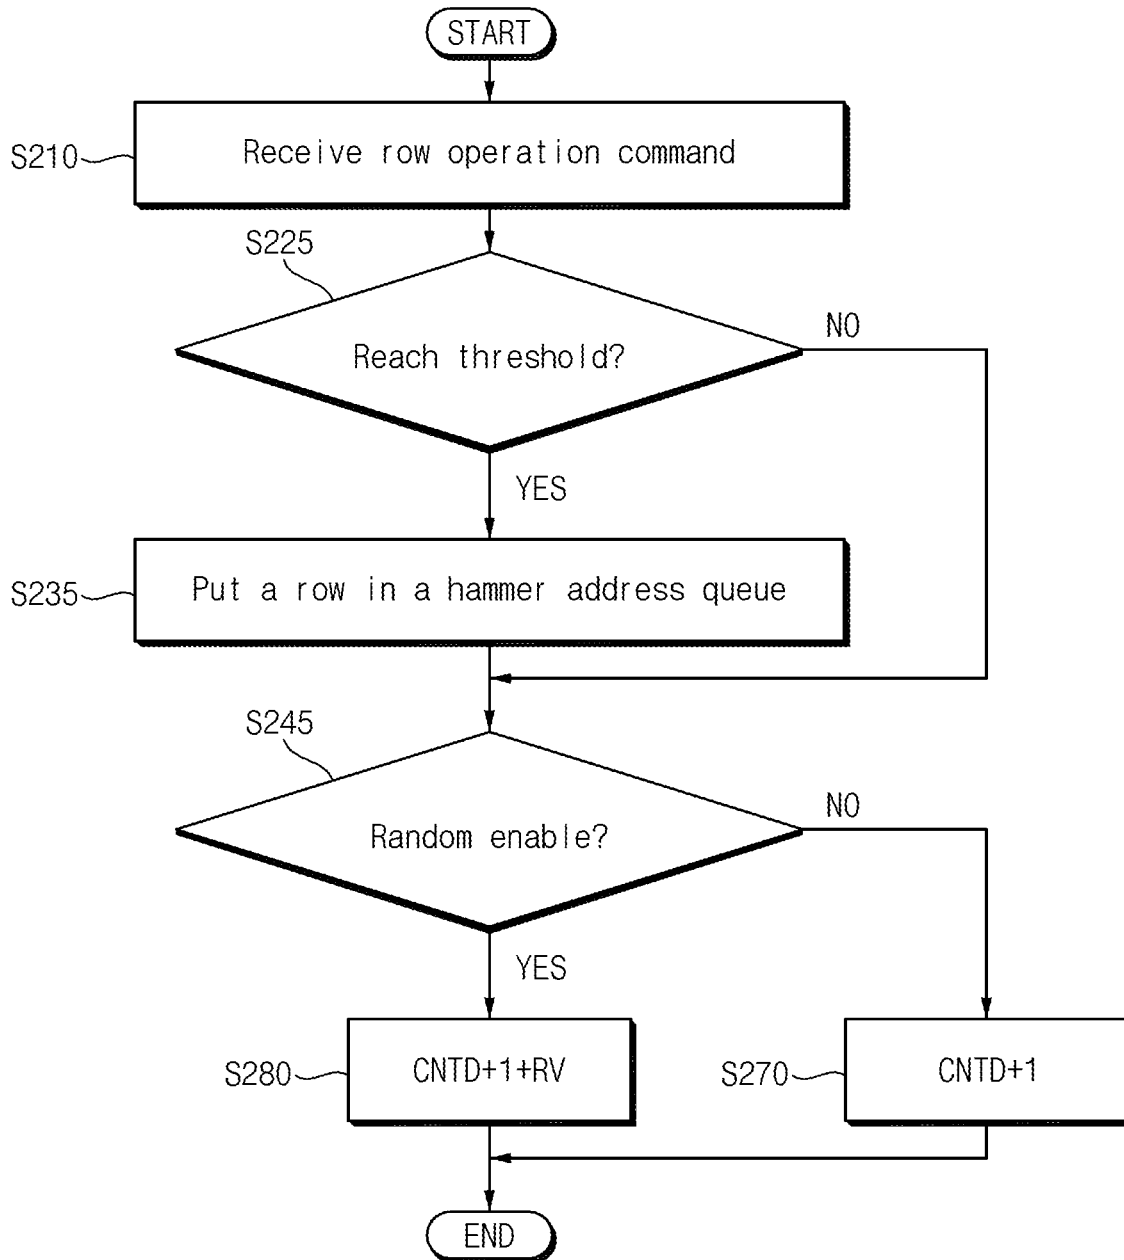 START
S210
Receive row operation command
S225
Reach threshold?
NO
YES
S235
Put a row in a hammer address queue
S245
Random enable?
NO
YES
S280
CNTD+1+RV
S270
CNTD+1
END